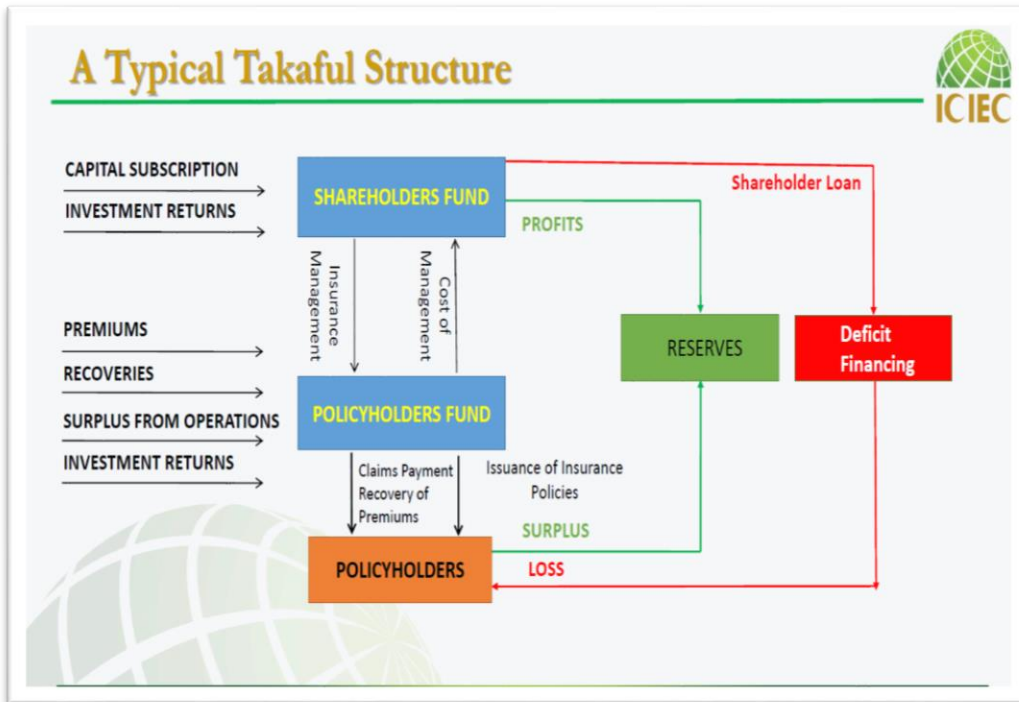 A Typical Takaful Structure
ICIEC
CAPITAL SUBSCRIPTION
INVESTMENT RETURNS
SHAREHOLDERS FUND
Shareholder Loan
PROFITS
Insurance
Management
Cost of
Management
PREMIUMS
RECOVERIES
SURPLUS FROM OPERATIONS
INVESTMENT RETURNS
RESERVES
Deficit
Financing
POLICYHOLDERS FUND
Claims Payment
Recovery of
Premiums
Issuance of Insurance
Policies
SURPLUS
POLICYHOLDERS
LOSS